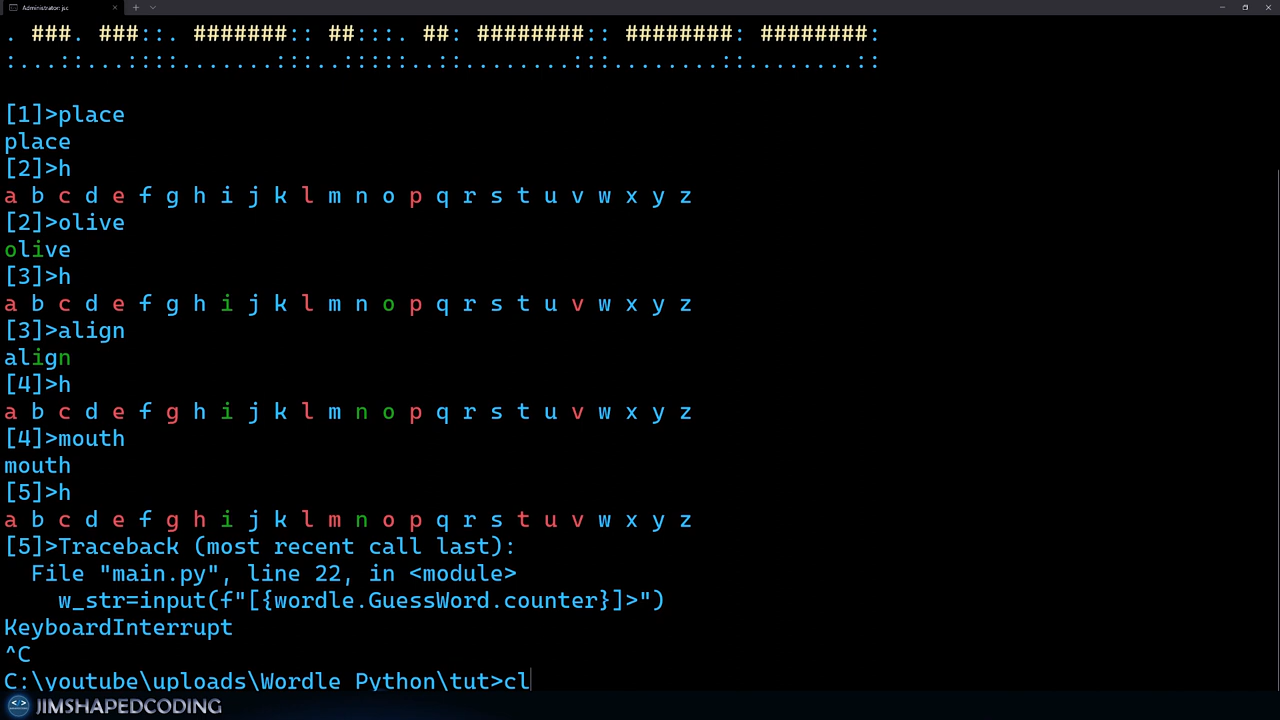 Administrator: jsc
. ###. ###::. #######:: ##:::. ##: ########:: ########: ########:
:...::...::::.......:::..:::::..::........:::........::........::
[1]>place
place
[2]>h
a b c d e f g h i j k l m n o p q r s t u v w x y z
[2]>olive
olive
[3]>h
a b c d e f g h i j k l m n o p q r s t u v w x y z
[3]>align
align
[4]>h
a b c d e f g h i j k l m n o p q r s t u v w x y z
[4]>mouth
mouth
[5]>h
a b c d e f g h i j k l m n o p q r s t u v w x y z
[5]>Traceback (most recent call last):
  File "main.py", line 22, in <module>
    w_str=input(f"[{wordle.GuessWord.counter}]>")
KeyboardInterrupt
^C
C:\youtube\uploads\Wordle Python\tut>cl
JIMSHAPEDCODING